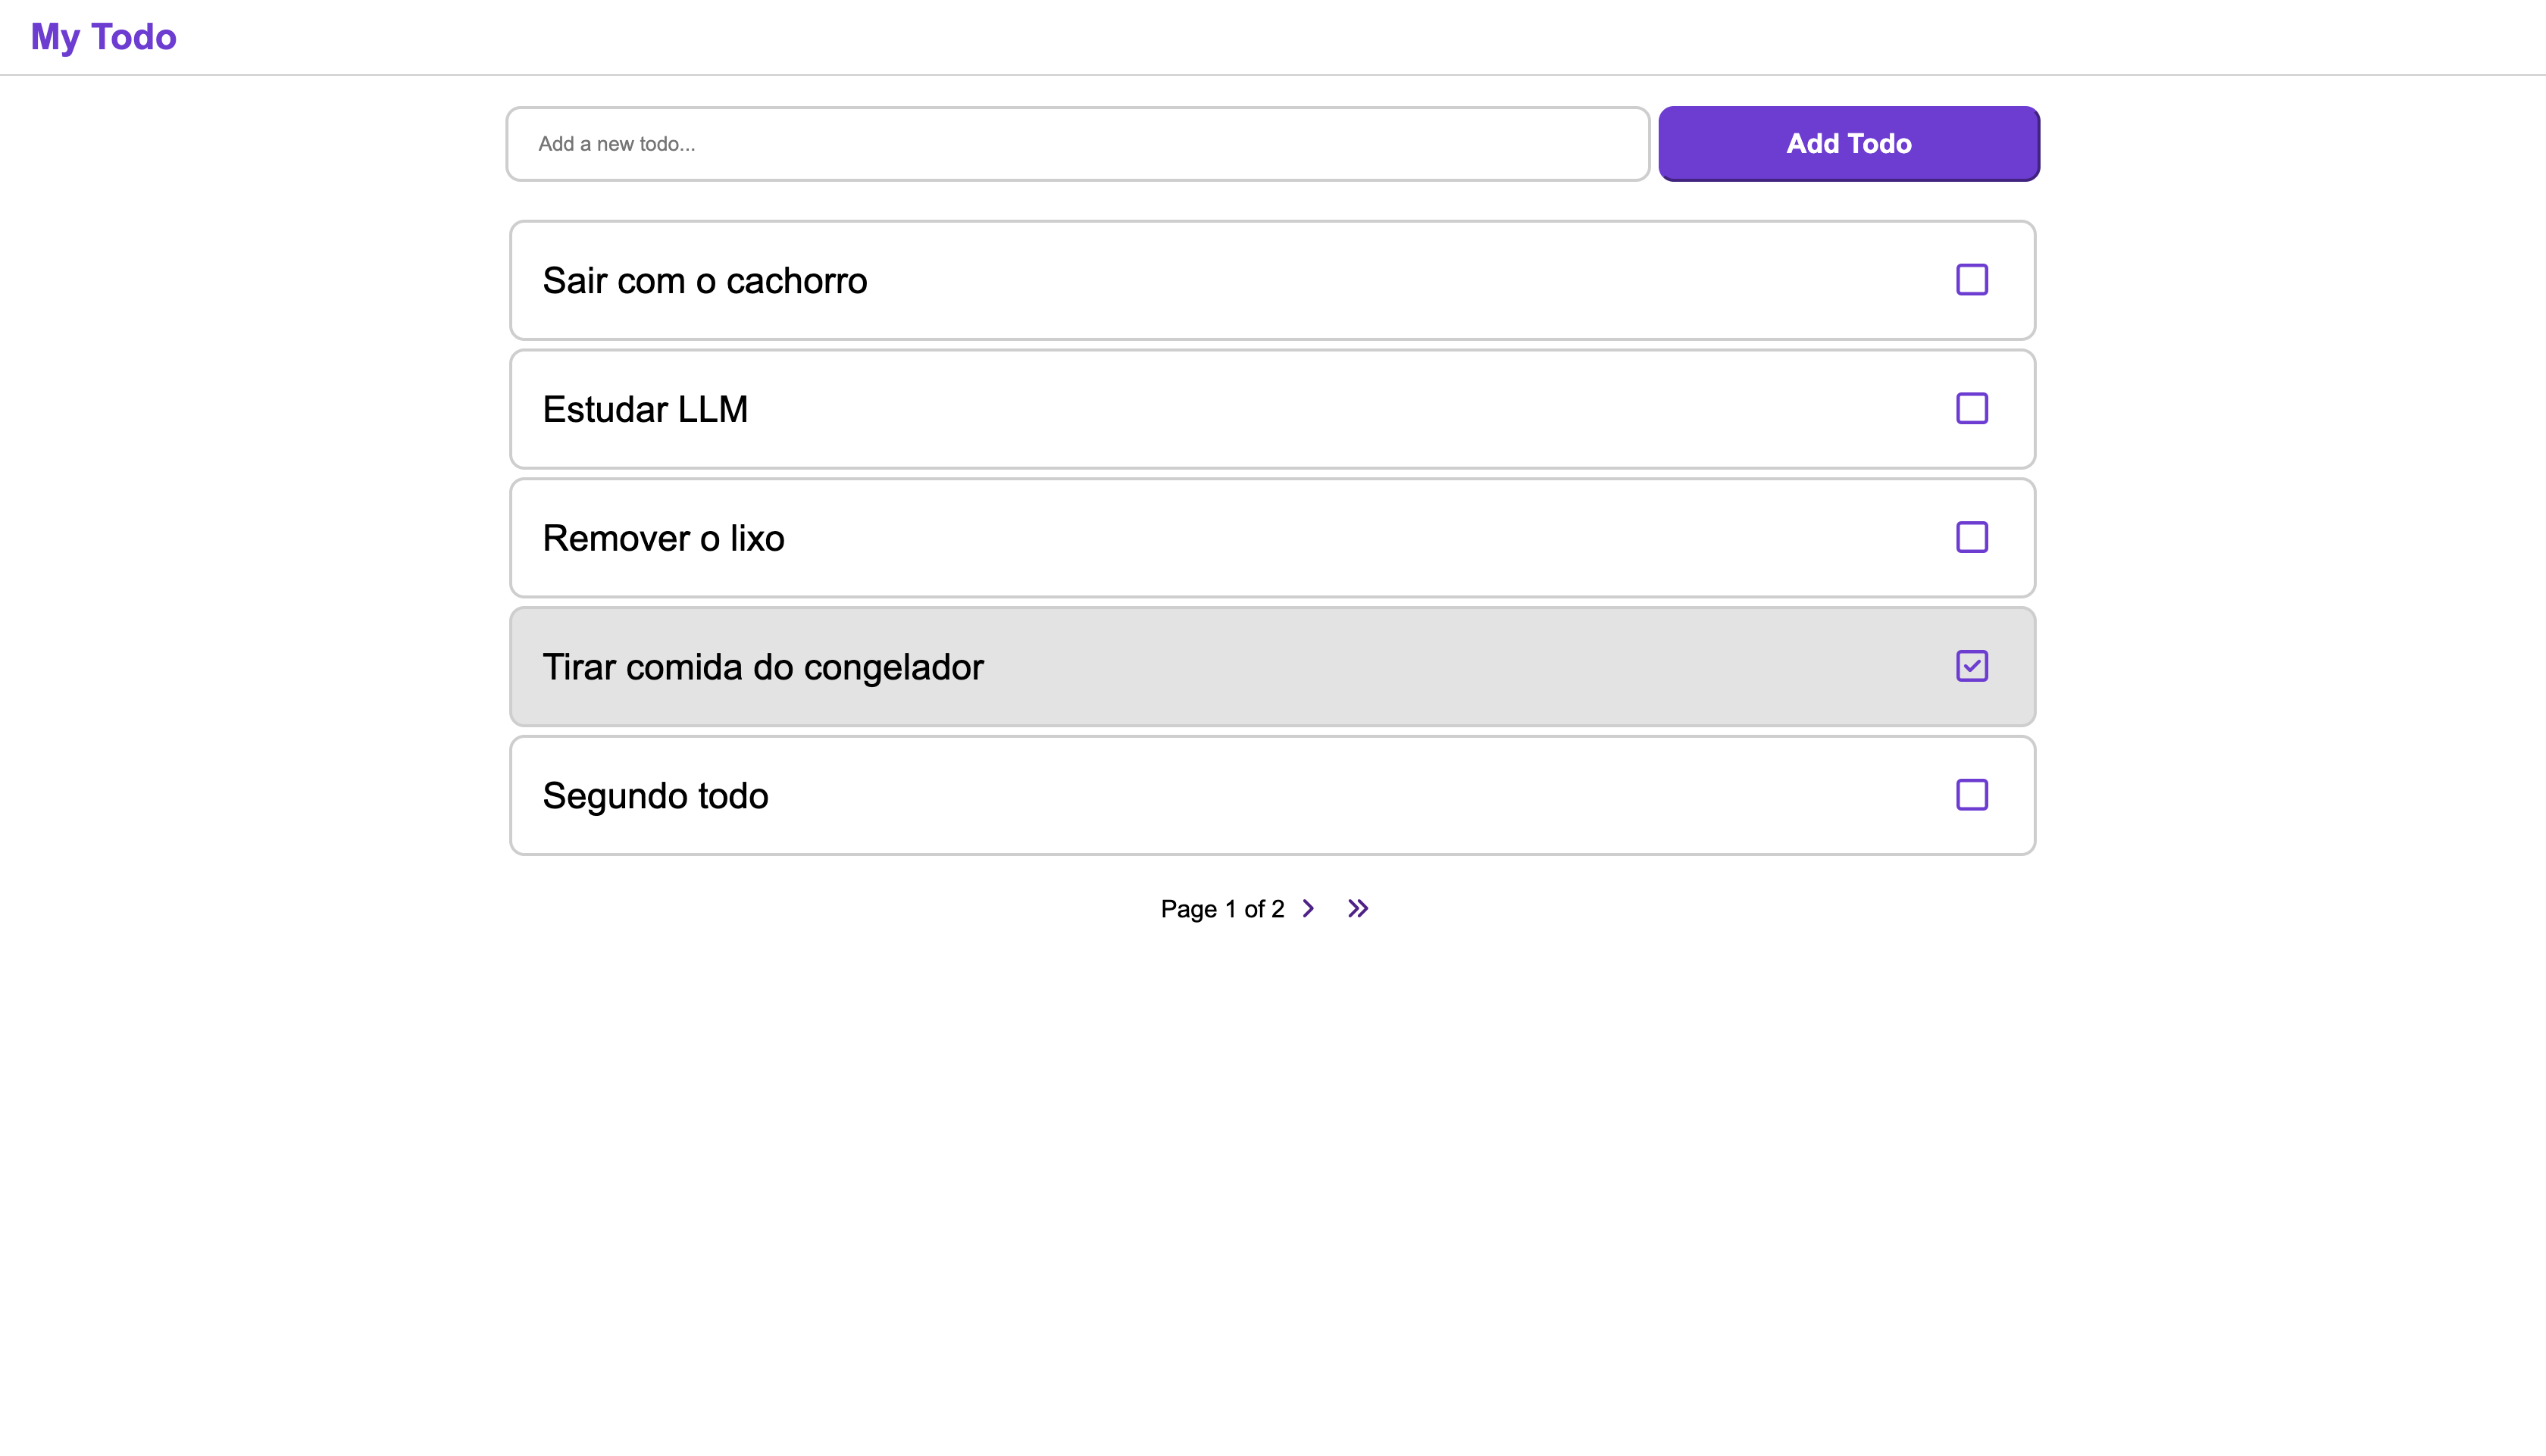 My Todo
Add a new todo...
Add Todo
Sair com o cachorro
Estudar LLM
Remover o lixo
Tirar comida do congelador
Segundo todo
Page 1 of 2